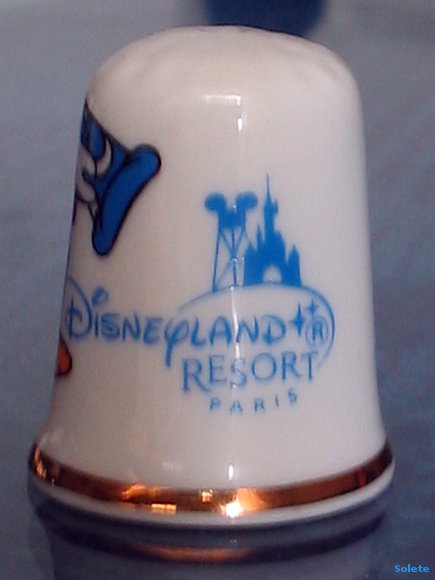 Disneyland®
RESORT
PARIS
Solete